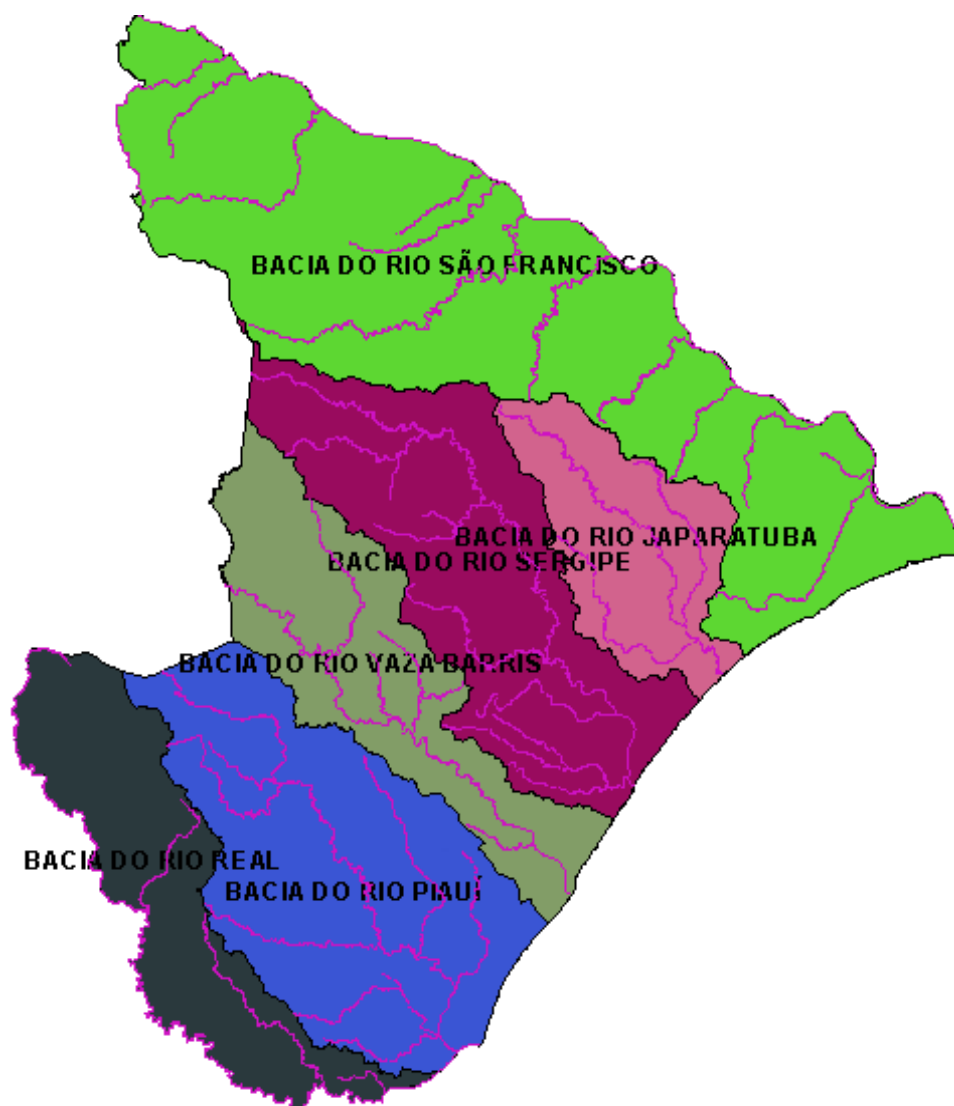 BACIA DO RIO SÃO FRANCISCO
BACIA DO RIO JAPARATUBA
BACIA DO RIO SERGIPE
BACIA DO RIO VAZA BARRIS
BACIA DO RIO REAL
BACIA DO RIO PIAUÍ